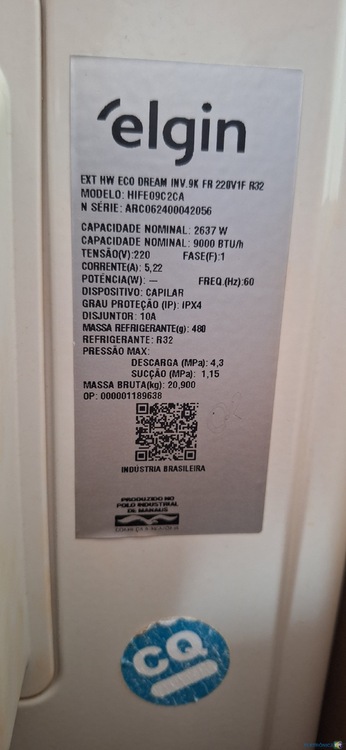 elgin
EXT HW ECO DREAM INV.9K FR 220V1F R32
MODELO: HIFE09C2CA
N SÉRIE: ARC062400042056
CAPACIDADE NOMINAL: 2637 W
CAPACIDADE NOMINAL: 9000 BTU/h
TENSÃO(V):220 FASE(F):1
CORRENTE(A): 5,22
POTÊNCIA(W): --- FREQ.(Hz):60
DISPOSITIVO: CAPILAR
GRAU PROTEÇÃO (IP): IPX4
DISJUNTOR: 10A
MASSA REFRIGERANTE(g): 480
REFRIGERANTE: R32
PRESSÃO MAX:
DESCARGA (MPa): 4,3
SUCÇÃO (MPa): 1,15
MASSA BRUTA(kg): 20,900
OP: 000001189638
INDÚSTRIA BRASILEIRA
PRODUZIDO NO
POLO INDUSTRIAL
DE MANAUS
CQ